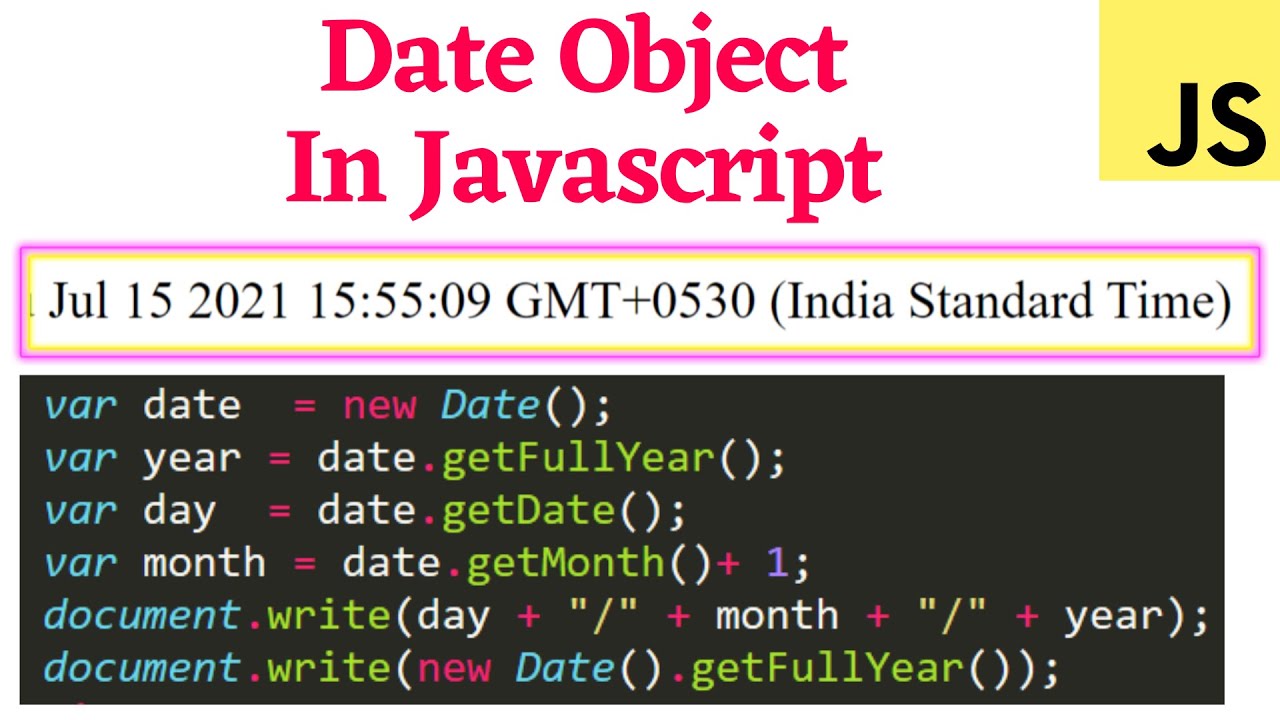 Date Object
In Javascript
JS
Jul 15 2021 15:55:09 GMT+0530 (India Standard Time)
var date  = new Date();
var year = date.getFullYear();
var day  = date.getDate();
var month = date.getMonth()+ 1;
document.write(day + "/" + month + "/" + year);
document.write(new Date().getFullYear());